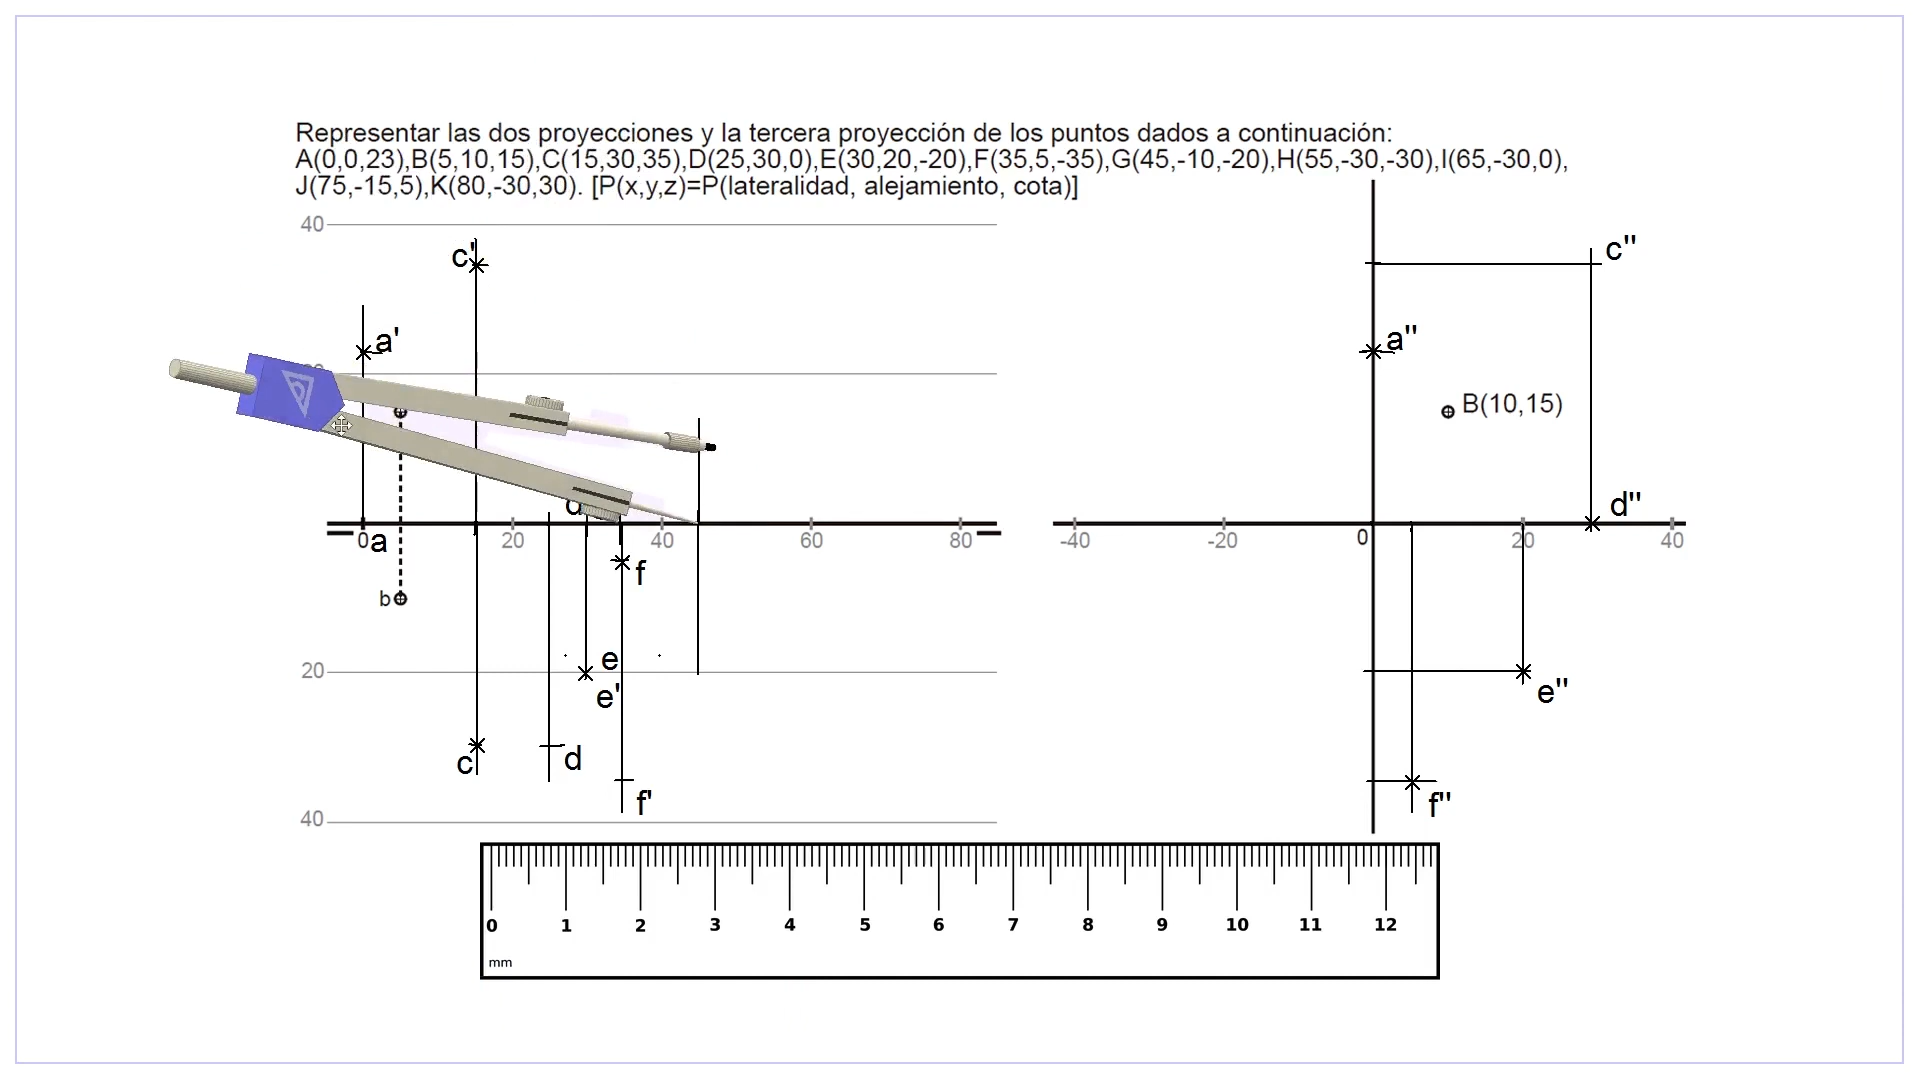 Representar las dos proyecciones y la tercera proyección de los puntos dados a continuación:
A(0,0,23),B(5,10,15),C(15,30,35),D(25,30,0),E(30,20,-20),F(35,5,-35),G(45,-10,-20),H(55,-30,-30),I(65,-30,0),
J(75,-15,5),K(80,-30,30). [P(x,y,z)=P(lateralidad, alejamiento, cota)]
40
c' c''
a' a''
B(10,15)
d''
0 a 20 40 60 80 -40 -20 0 20 40
f
b
20 e
e' e''
c d
f' f''
40
0 1 2 3 4 5 6 7 8 9 10 11 12
mm